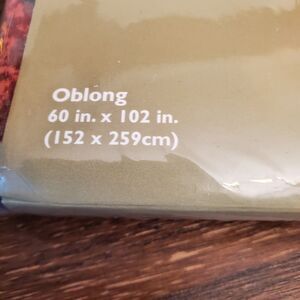 Oblong
60 in. x 102 in.
(152 x 259cm)